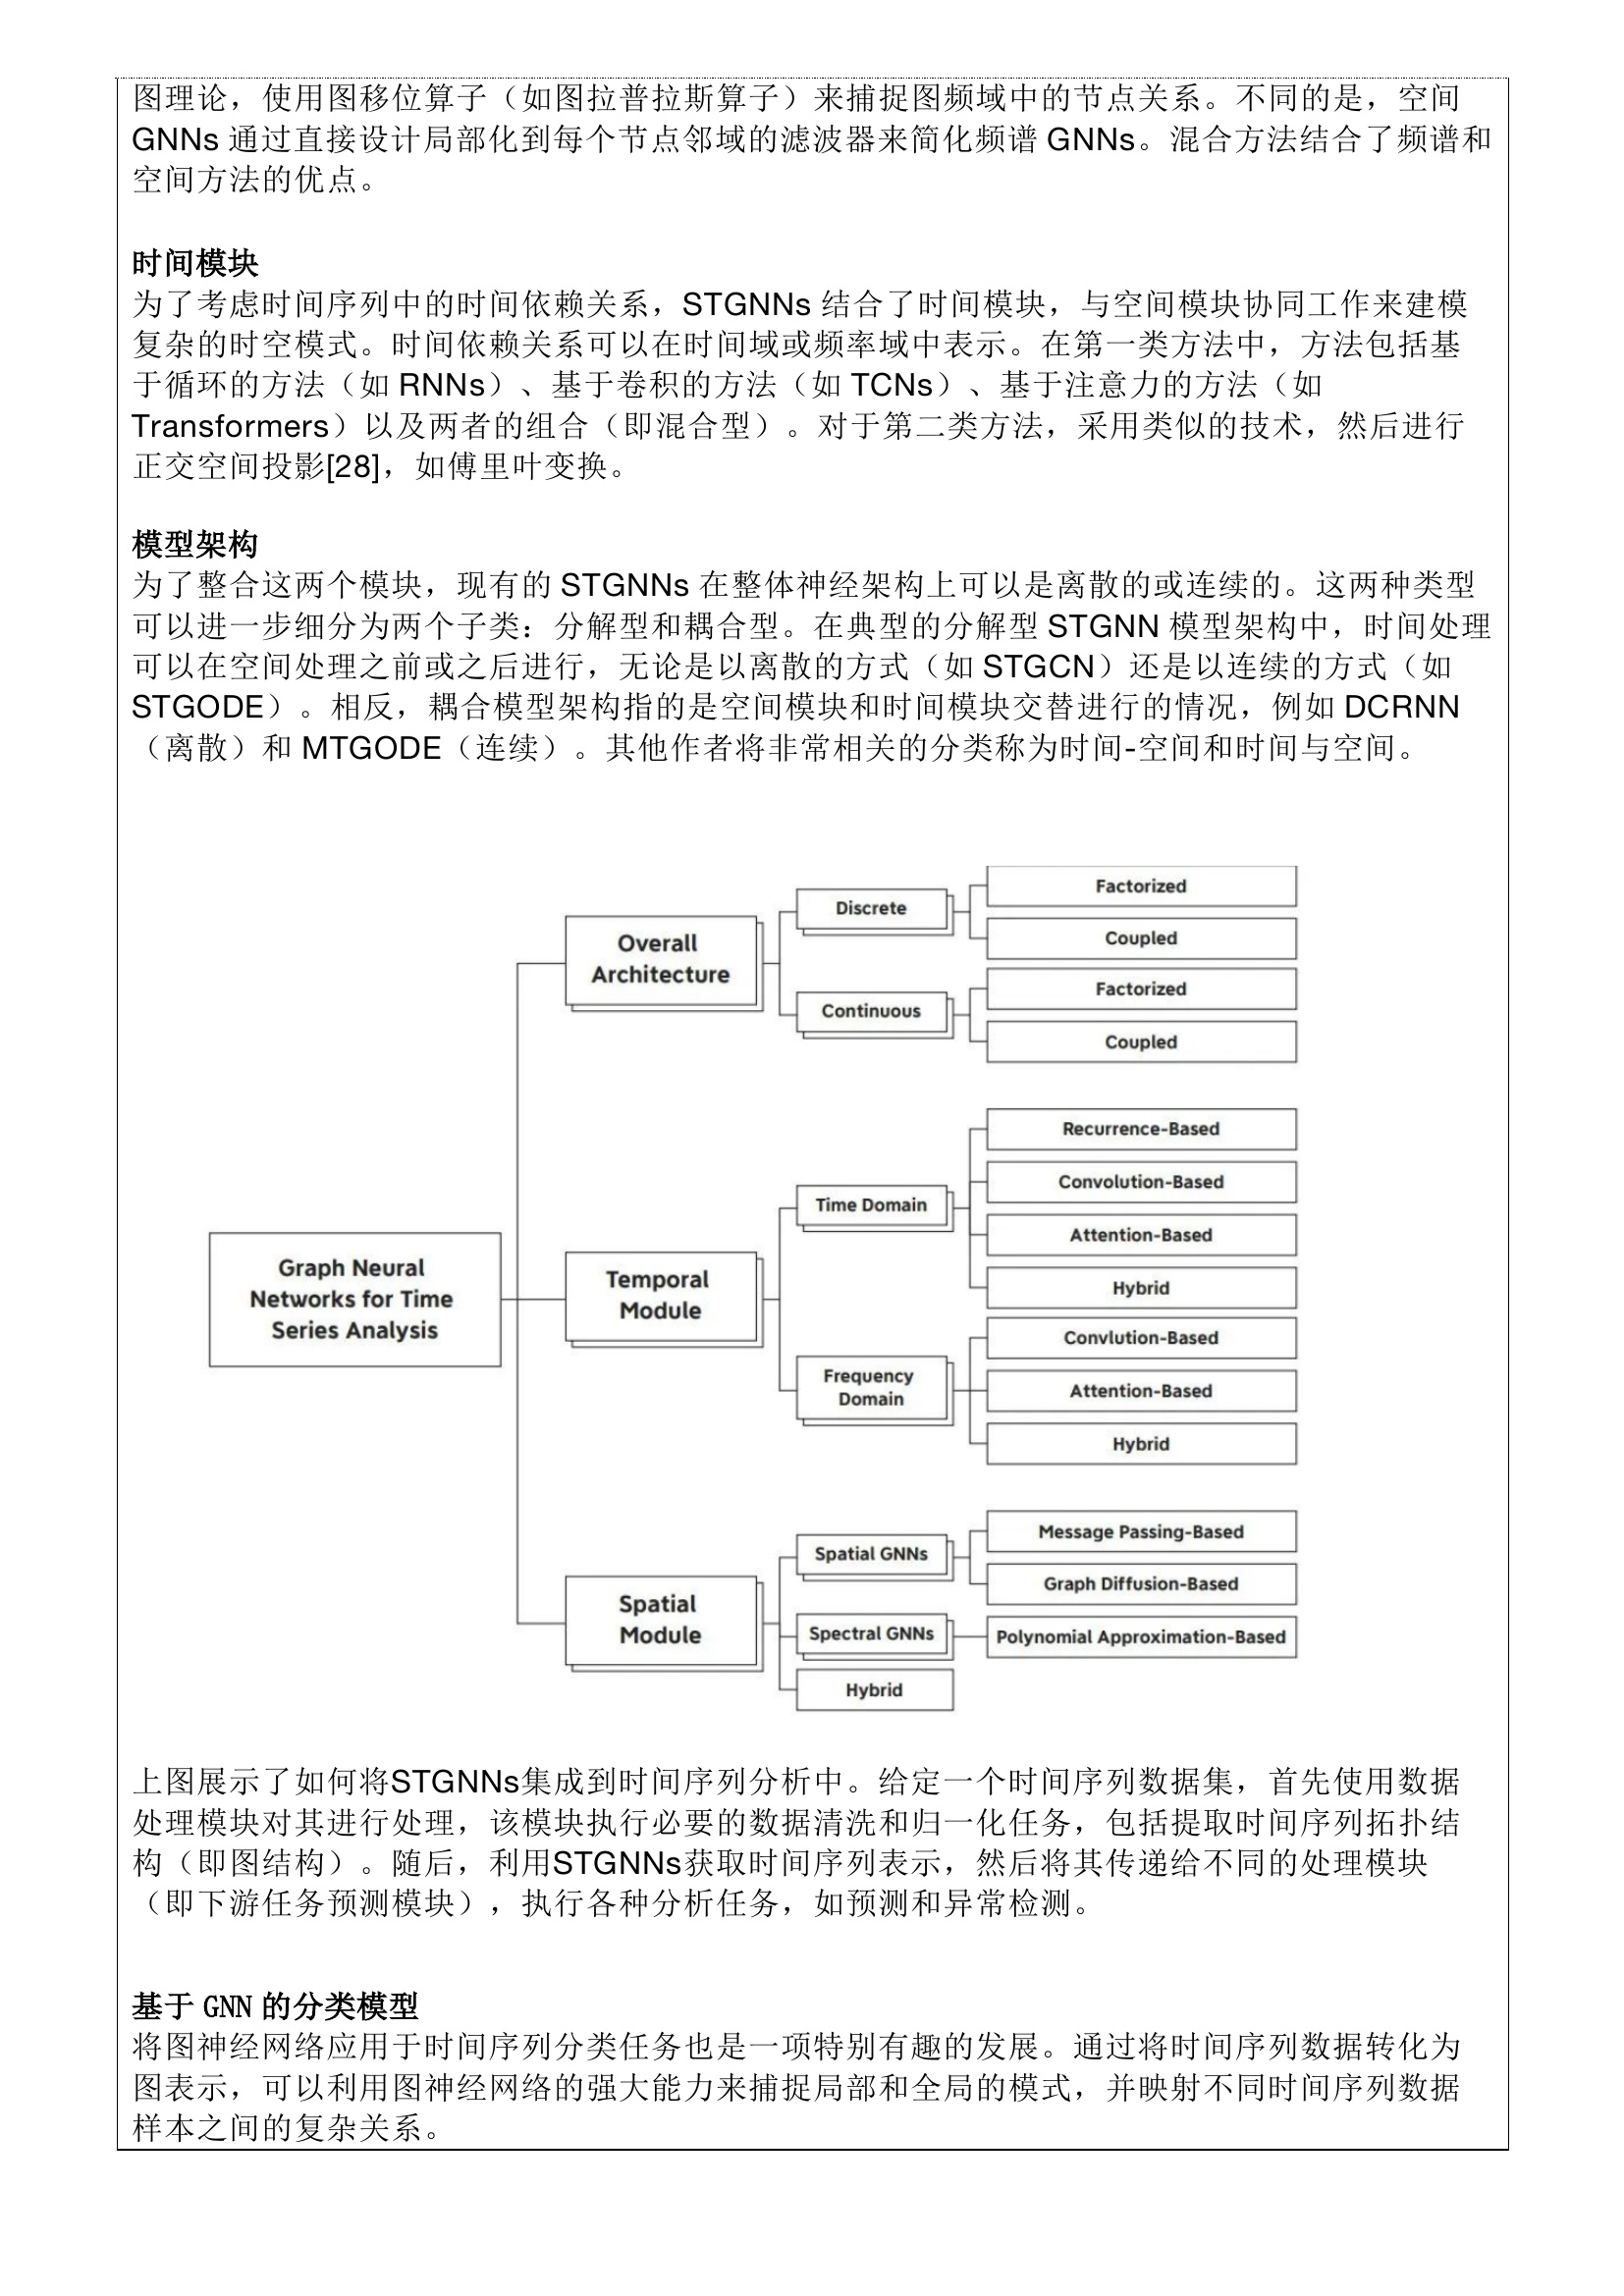 图理论，使用图移位算子（如图拉普拉斯算子）来捕捉图频域中的节点关系。不同的是，空间
GNNs 通过直接设计局部化到每个节点邻域的滤波器来简化频谱 GNNs。混合方法结合了频谱和
空间方法的优点。
时间模块
为了考虑时间序列中的时间依赖关系，STGNNs 结合了时间模块，与空间模块协同工作来建模
复杂的时空模式。时间依赖关系可以在时间域或频率域中表示。在第一类方法中，方法包括基
于循环的方法（如 RNNs）、基于卷积的方法（如 TCNs）、基于注意力的方法（如
Transformers）以及两者的组合（即混合型）。对于第二类方法，采用类似的技术，然后进行
正交空间投影[28]，如傅里叶变换。
模型架构
为了整合这两个模块，现有的 STGNNs 在整体神经架构上可以是离散的或连续的。这两种类型
可以进一步细分为两个子类：分解型和耦合型。在典型的分解型 STGNN 模型架构中，时间处理
可以在空间处理之前或之后进行，无论是以离散的方式（如 STGCN）还是以连续的方式（如
STGODE）。相反，耦合模型架构指的是空间模块和时间模块交替进行的情况，例如 DCRNN
（离散）和 MTGODE（连续）。其他作者将非常相关的分类称为时间-空间和时间与空间。
Graph Neural
Networks for Time
Series Analysis
Overall
Architecture
Discrete
Factorized
Coupled
Continuous
Factorized
Coupled
Temporal
Module
Time Domain
Recurrence-Based
Convolution-Based
Attention-Based
Hybrid
Frequency
Domain
Convlution-Based
Attention-Based
Hybrid
Spatial
Module
Spatial GNNs
Message Passing-Based
Graph Diffusion-Based
Spectral GNNs
Polynomial Approximation-Based
Hybrid
上图展示了如何将STGNNs集成到时间序列分析中。给定一个时间序列数据集，首先使用数据
处理模块对其进行处理，该模块执行必要的数据清洗和归一化任务，包括提取时间序列拓扑结
构（即图结构）。随后，利用STGNNs获取时间序列表示，然后将其传递给不同的处理模块
（即下游任务预测模块），执行各种分析任务，如预测和异常检测。
基于 GNN 的分类模型
将图神经网络应用于时间序列分类任务也是一项特别有趣的发展。通过将时间序列数据转化为
图表示，可以利用图神经网络的强大能力来捕捉局部和全局的模式，并映射不同时间序列数据
样本之间的复杂关系。